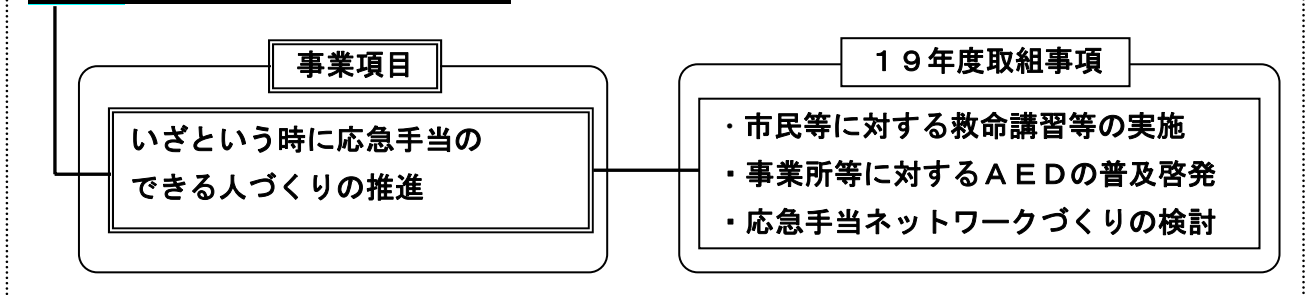 事業項目
いざという時に応急手当の
できる人づくりの推進
１９年度取組事項
・市民等に対する救命講習等の実施
・事業所等に対するＡＥＤの普及啓発
・応急手当ネットワークづくりの検討